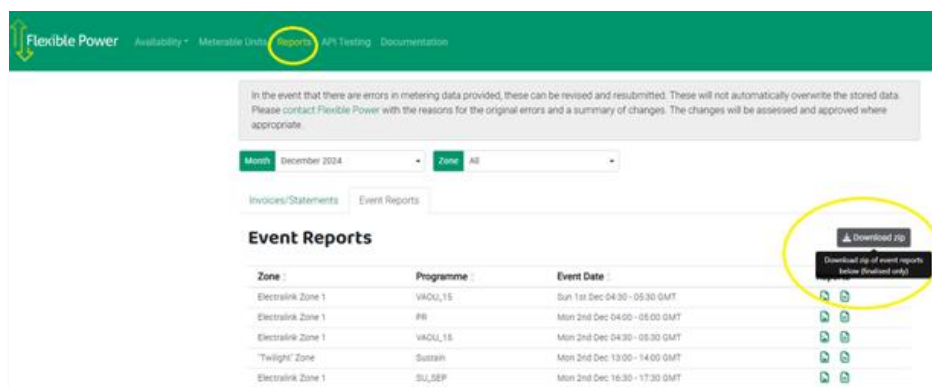 Flexible Power Availability Meterable Units Reports API Testing Documentation
In the event that there are errors in metering data provided, these can be revised and resubmitted. These will not automatically overwrite the stored data.
Please contact Flexible Power with the reasons for the original errors and a summary of changes. The changes will be assessed and approved where
appropriate.
Month December 2024 Zone All
Invoices/Statements Event Reports
Event Reports
Download zip
Download zip of event reports
below (finalised only)
Zone Programme Event Date
Electralink Zone 1 VAOU_15 Sun 1st Dec 04:30 - 05:30 GMT
Electralink Zone 1 PR Mon 2nd Dec 04:00 - 05:00 GMT
Electralink Zone 1 VAOU_15 Mon 2nd Dec 04:30 - 05:30 GMT
"Twilight" Zone Sustain Mon 2nd Dec 13:00 - 14:00 GMT
Electralink Zone 1 SU_SEP Mon 2nd Dec 16:30 - 17:30 GMT